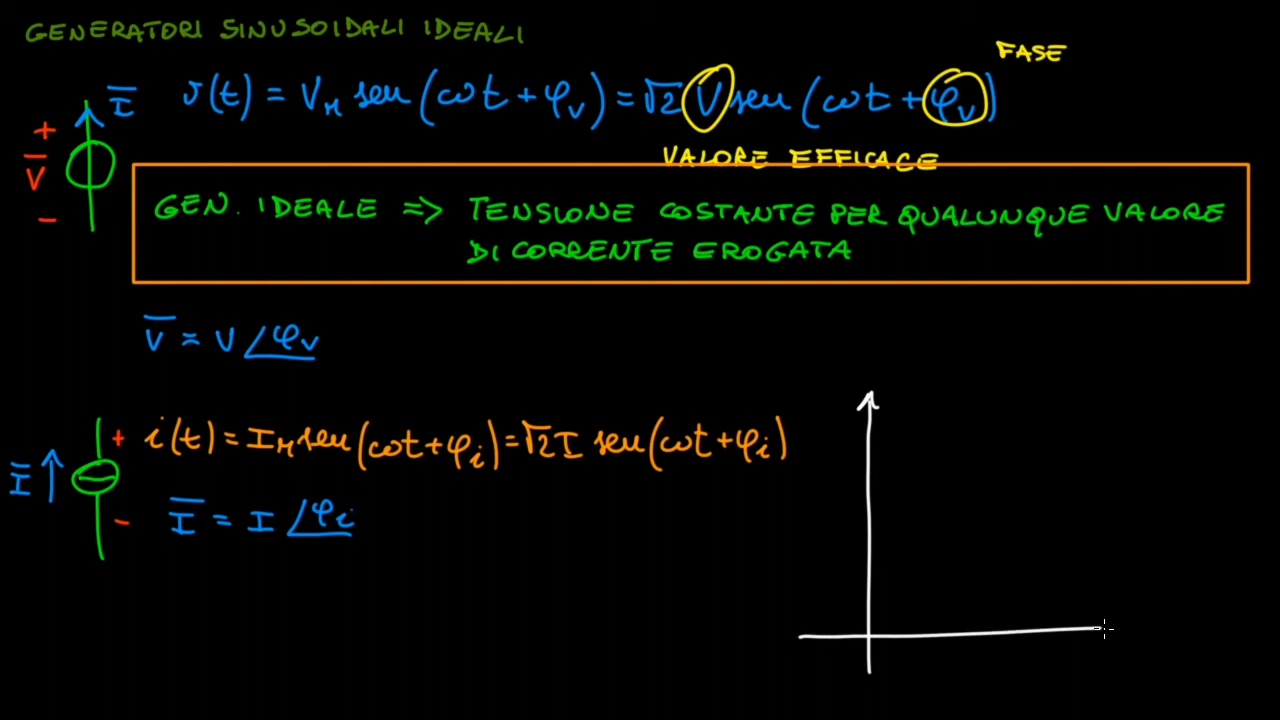 GENERATORI SINUSOIDALI IDEALI
FASE
Ī v(t) = V_M sen(ωt + φ_v) = √2 V sen(ωt + φ_v)
+
V̄
-
VALORE EFFICACE
GEN. IDEALE => TENSIONE COSTANTE PER QUALUNQUE VALORE
DI CORRENTE EROGATA
V̄ = V ∠φ_v
+ i(t) = I_M sen(ωt + φ_i) = √2 I sen(ωt + φ_i)
Ī
- Ī = I ∠φ_i